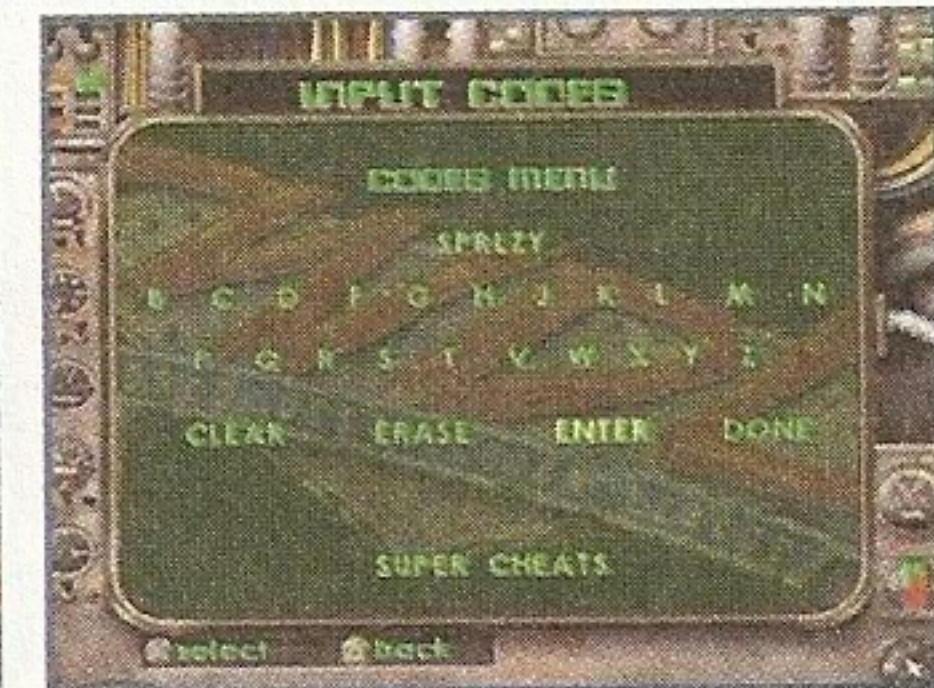 INPUT CODES
CODES MENU
SPRLZY
B C D F G H J K L M N
P Q R S T V W X Y Z
CLEAR ERASE ENTER DONE
SUPER CHEATS
select back